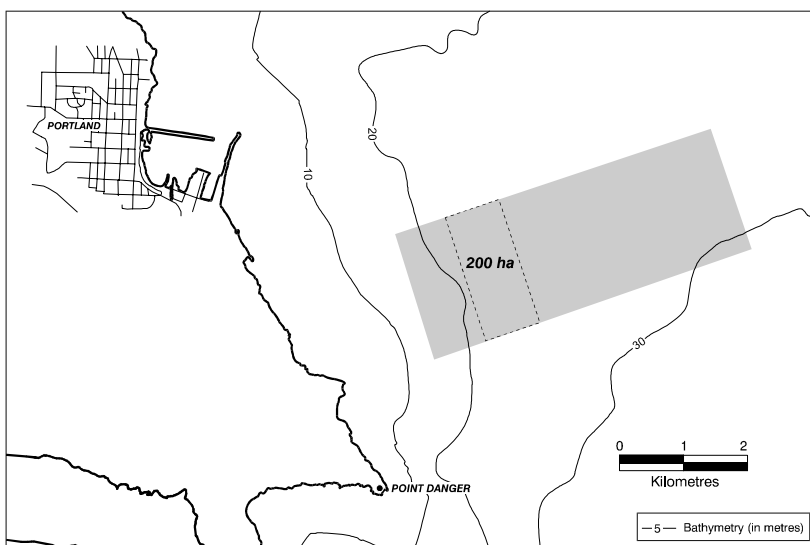 PORTLAND
20
10
200 ha
30
0 1 2
Kilometres
POINT DANGER
5 Bathymetry (in metres)